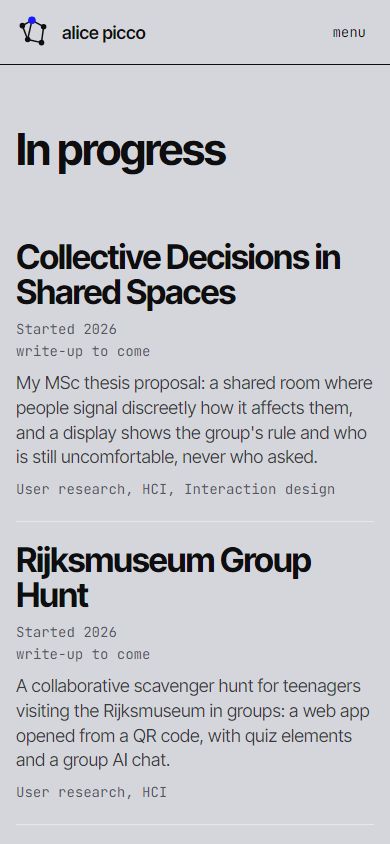 alice picco
menu
In progress
Collective Decisions in
Shared Spaces
Started 2026
write-up to come
My MSc thesis proposal: a shared room where
people signal discreetly how it affects them,
and a display shows the group's rule and who
is still uncomfortable, never who asked.
User research, HCI, Interaction design
Rijksmuseum Group
Hunt
Started 2026
write-up to come
A collaborative scavenger hunt for teenagers
visiting the Rijksmuseum in groups: a web app
opened from a QR code, with quiz elements
and a group AI chat.
User research, HCI